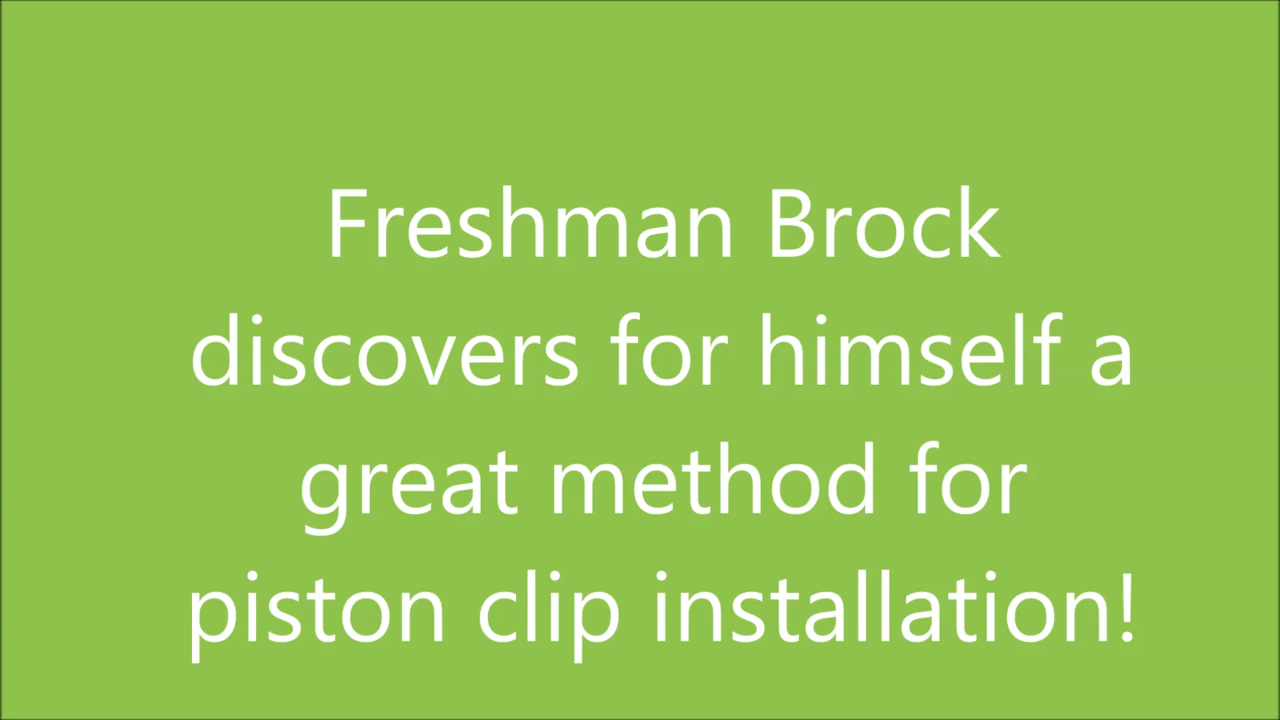 Freshman Brock
discovers for himself a
great method for
piston clip installation!